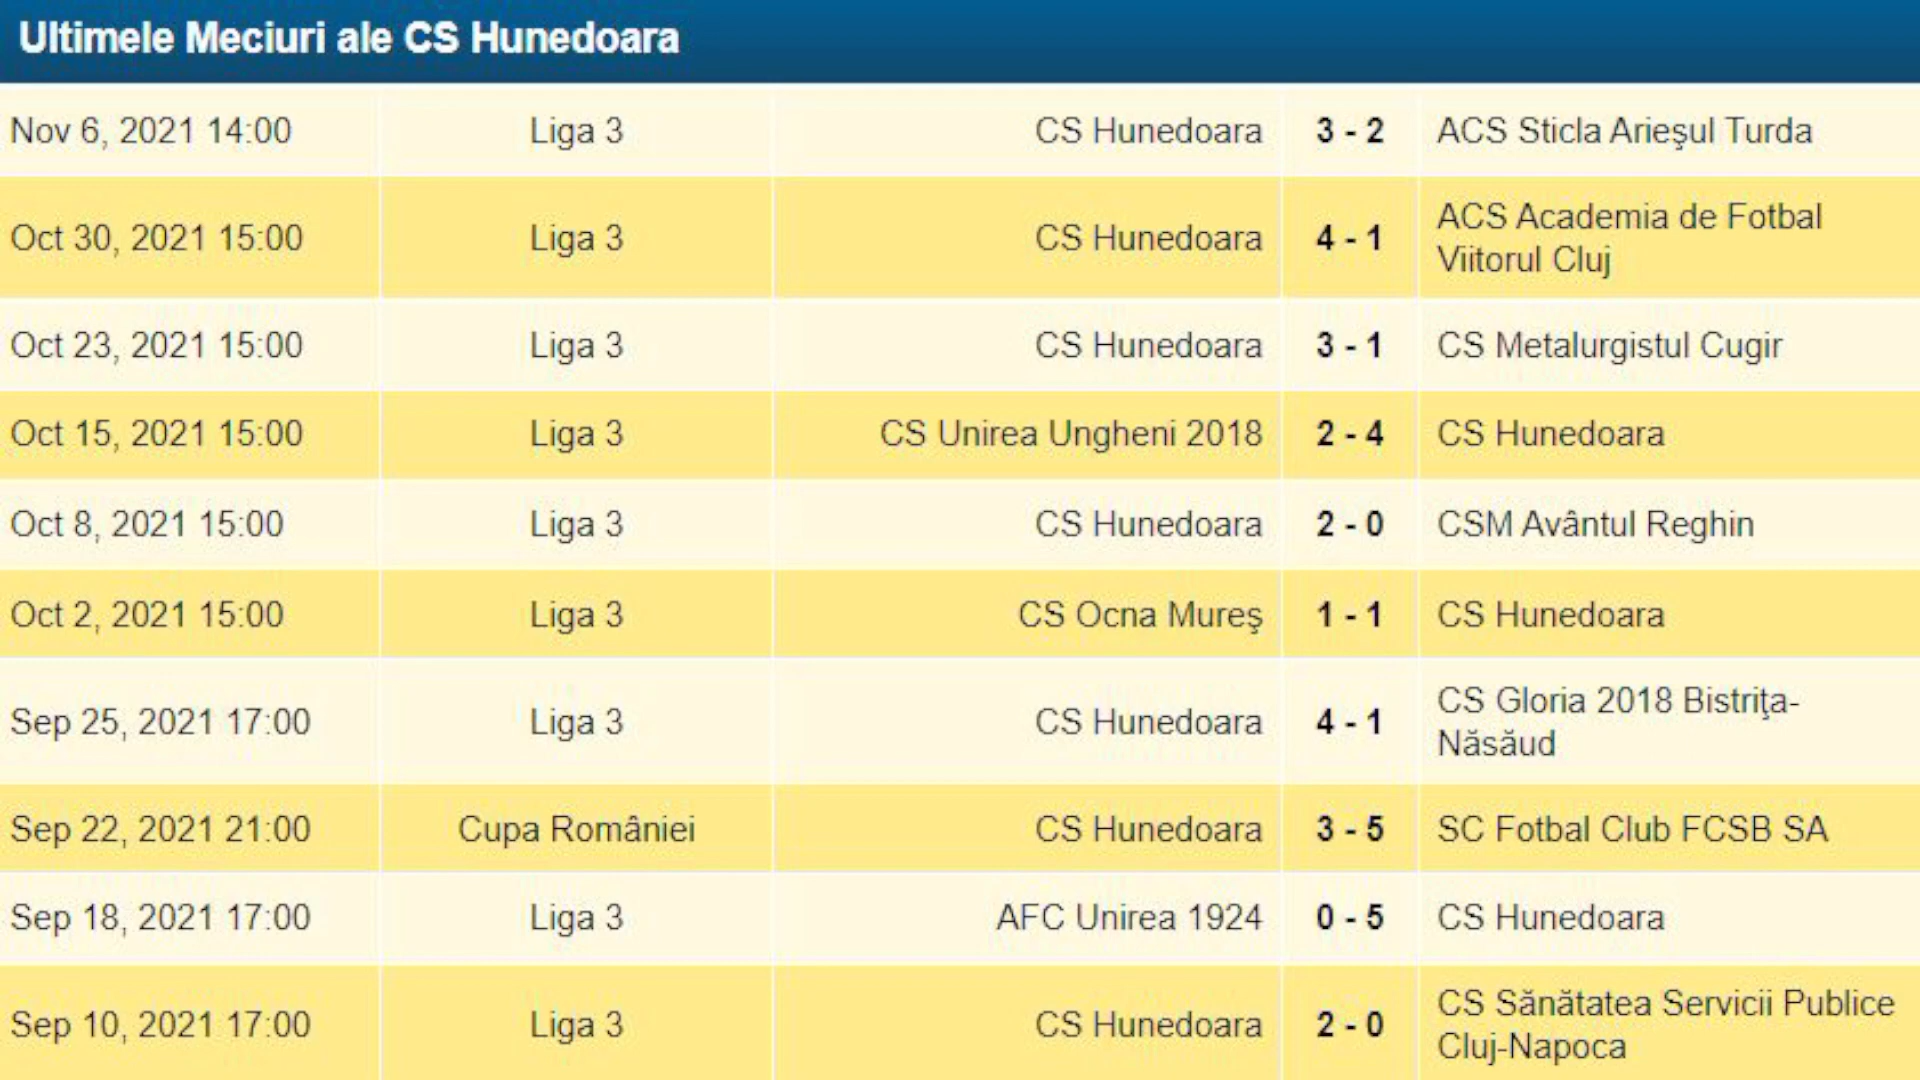 Ultimele Meciuri ale CS Hunedoara
Nov 6, 2021 14:00 Liga 3 CS Hunedoara 3 - 2 ACS Sticla Arieşul Turda
Oct 30, 2021 15:00 Liga 3 CS Hunedoara 4 - 1 ACS Academia de Fotbal
Viitorul Cluj
Oct 23, 2021 15:00 Liga 3 CS Hunedoara 3 - 1 CS Metalurgistul Cugir
Oct 15, 2021 15:00 Liga 3 CS Unirea Ungheni 2018 2 - 4 CS Hunedoara
Oct 8, 2021 15:00 Liga 3 CS Hunedoara 2 - 0 CSM Avântul Reghin
Oct 2, 2021 15:00 Liga 3 CS Ocna Mureş 1 - 1 CS Hunedoara
Sep 25, 2021 17:00 Liga 3 CS Hunedoara 4 - 1 CS Gloria 2018 Bistriţa-
Năsăud
Sep 22, 2021 21:00 Cupa României CS Hunedoara 3 - 5 SC Fotbal Club FCSB SA
Sep 18, 2021 17:00 Liga 3 AFC Unirea 1924 0 - 5 CS Hunedoara
Sep 10, 2021 17:00 Liga 3 CS Hunedoara 2 - 0 CS Sănătatea Servicii Publice
Cluj-Napoca